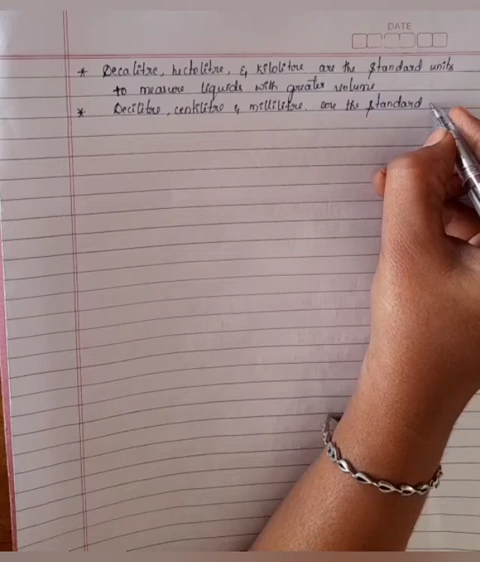 DATE
* Decalitre, hectolitre, & kilolitre are the standard units
to measure liquids with greater volume
* Decilitre, centilitre & millilitre are the standard